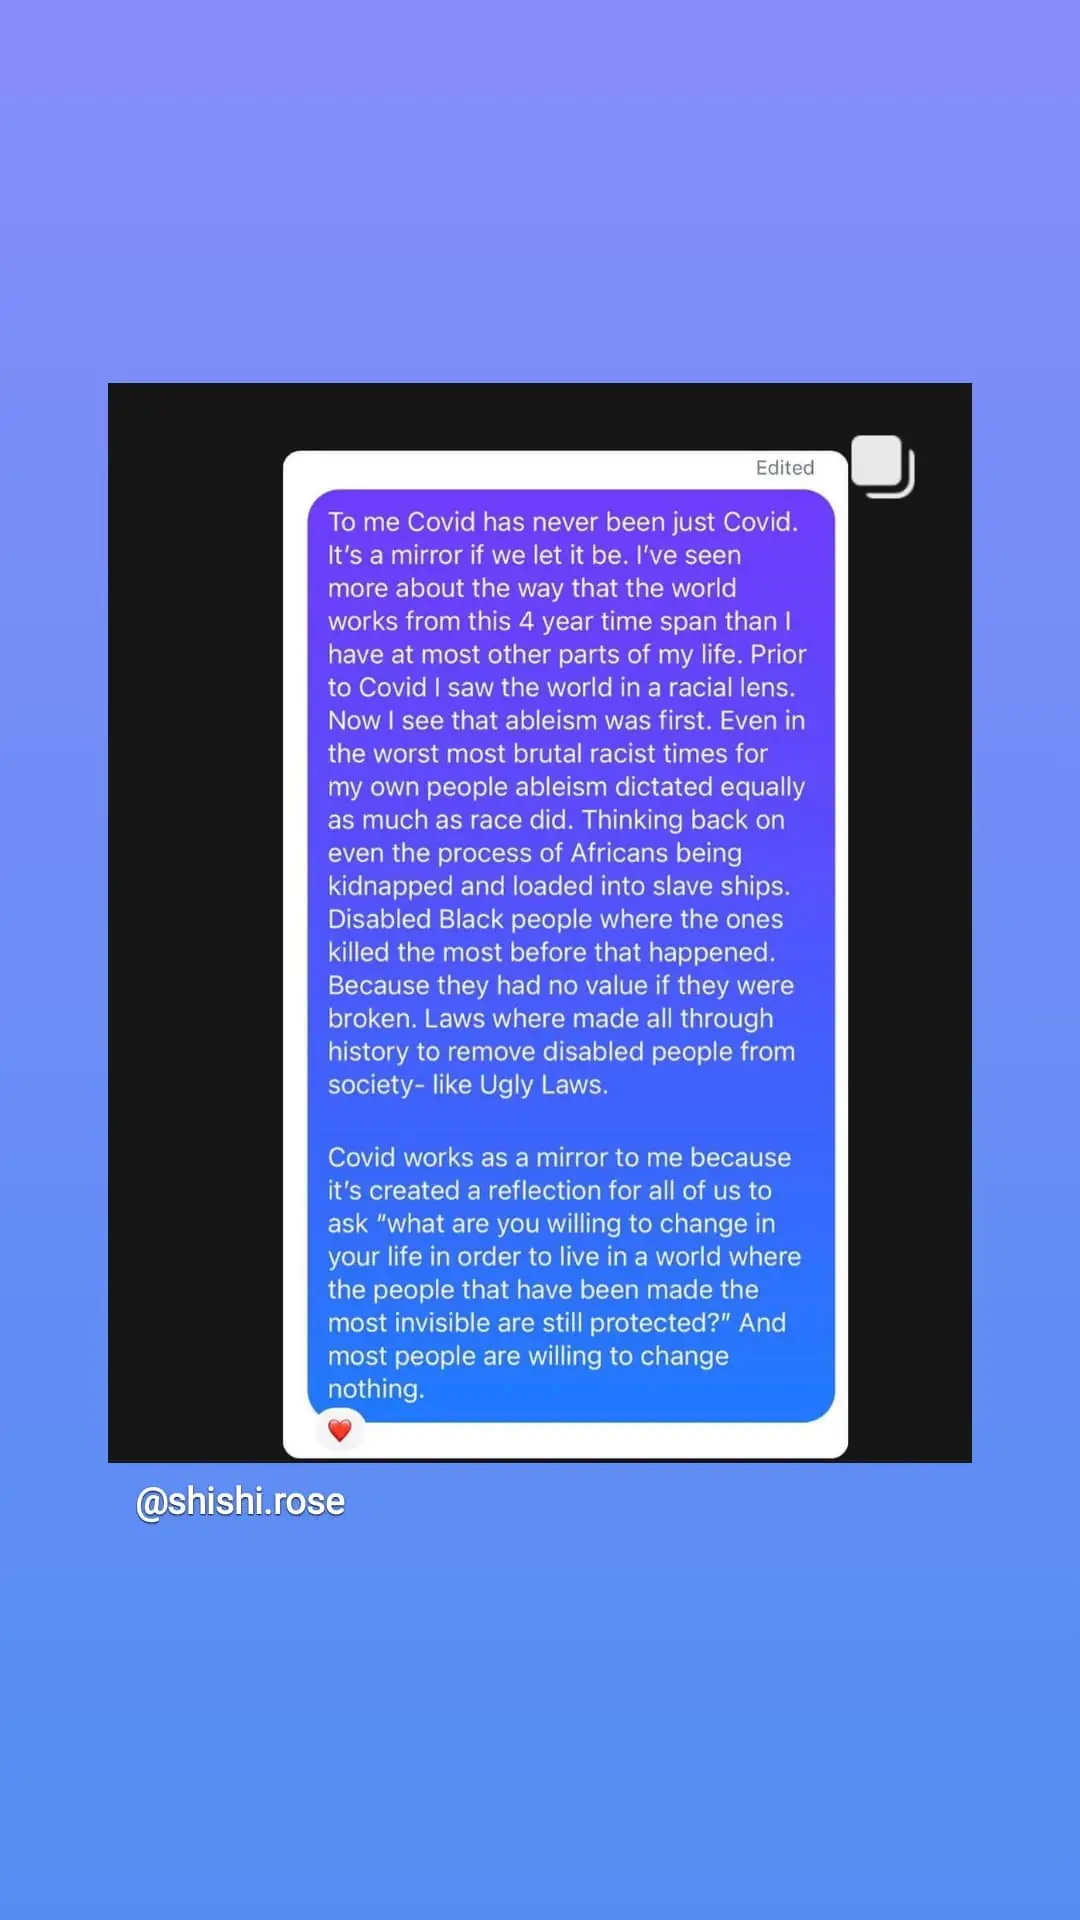 Edited
To me Covid has never been just Covid.
It’s a mirror if we let it be. I’ve seen
more about the way that the world
works from this 4 year time span than I
have at most other parts of my life. Prior
to Covid I saw the world in a racial lens.
Now I see that ableism was first. Even in
the worst most brutal racist times for
my own people ableism dictated equally
as much as race did. Thinking back on
even the process of Africans being
kidnapped and loaded into slave ships.
Disabled Black people where the ones
killed the most before that happened.
Because they had no value if they were
broken. Laws where made all through
history to remove disabled people from
society- like Ugly Laws.
Covid works as a mirror to me because
it’s created a reflection for all of us to
ask “what are you willing to change in
your life in order to live in a world where
the people that have been made the
most invisible are still protected?” And
most people are willing to change
nothing.
@shishi.rose